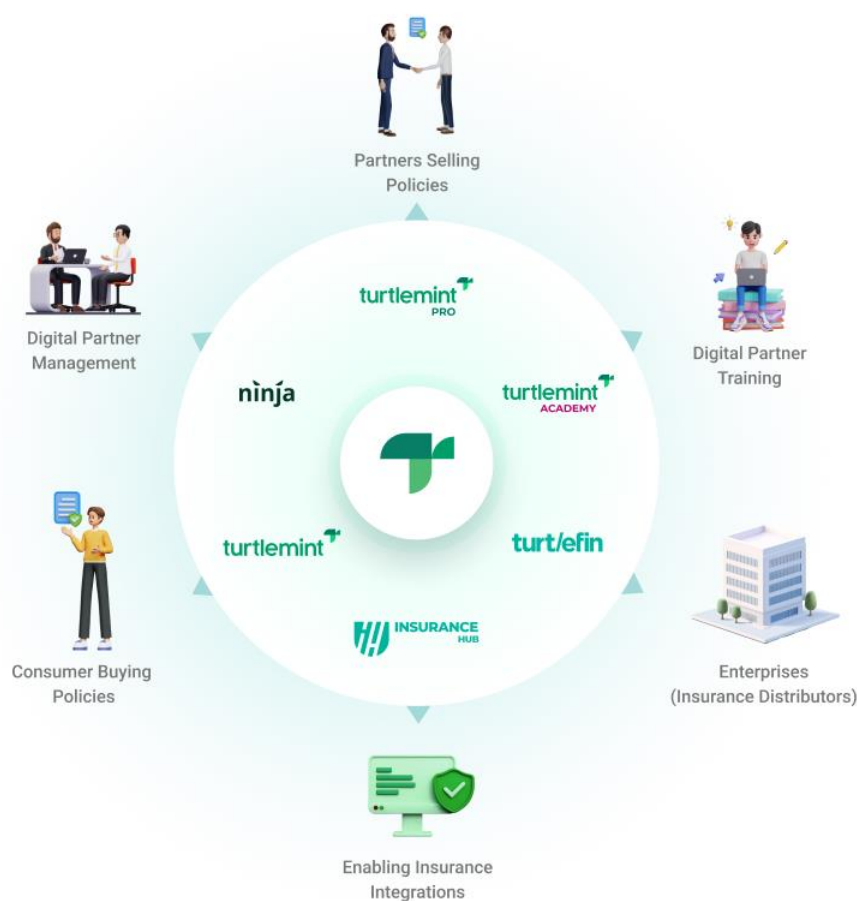 Partners Selling
Policies
Digital Partner
Management
Digital Partner
Training
turtlemint
PRO
ninja
turtlemint
ACADEMY
turtlemint
turt/efin
INSURANCE
HUB
Consumer Buying
Policies
Enterprises
(Insurance Distributors)
Enabling Insurance
Integrations